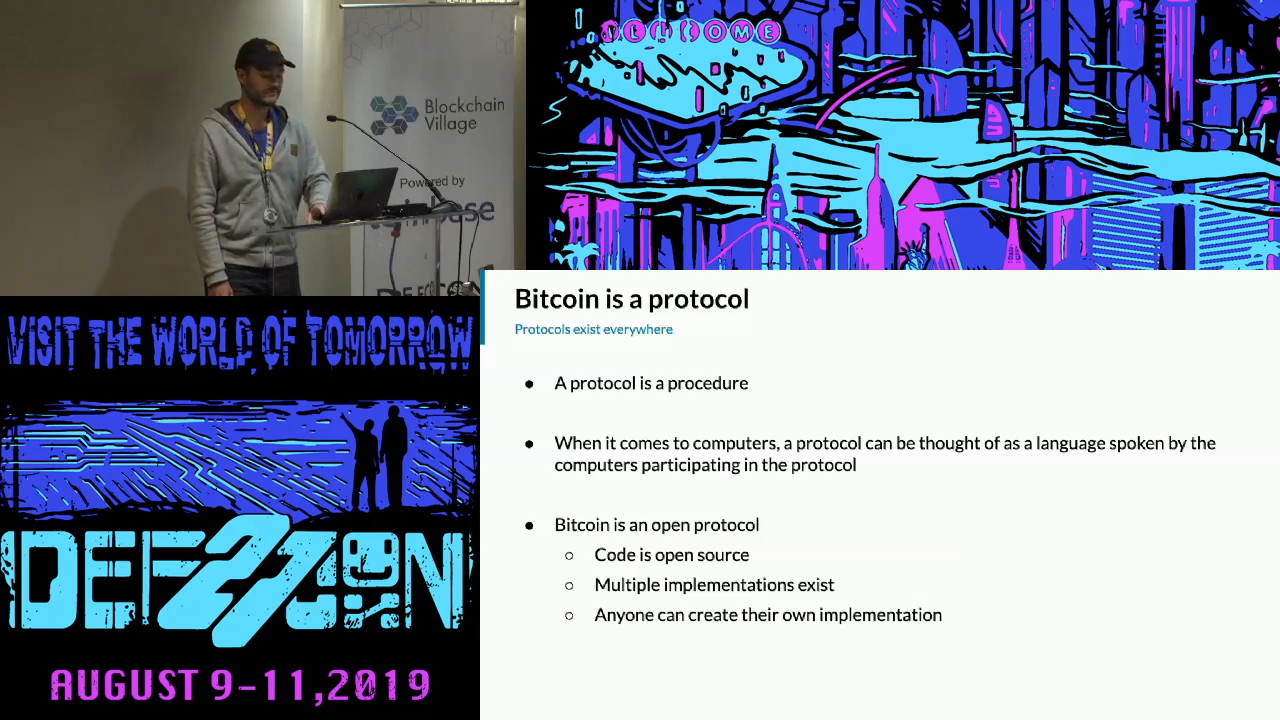 WELCOME
Blockchain
Village
Powered by
Bitcoin is a protocol
Protocols exist everywhere
● A protocol is a procedure
● When it comes to computers, a protocol can be thought of as a language spoken by the
computers participating in the protocol
● Bitcoin is an open protocol
○ Code is open source
○ Multiple implementations exist
○ Anyone can create their own implementation
VISIT THE WORLD OF TOMORROW
DEF 27 CON
AUGUST 9-11,2019